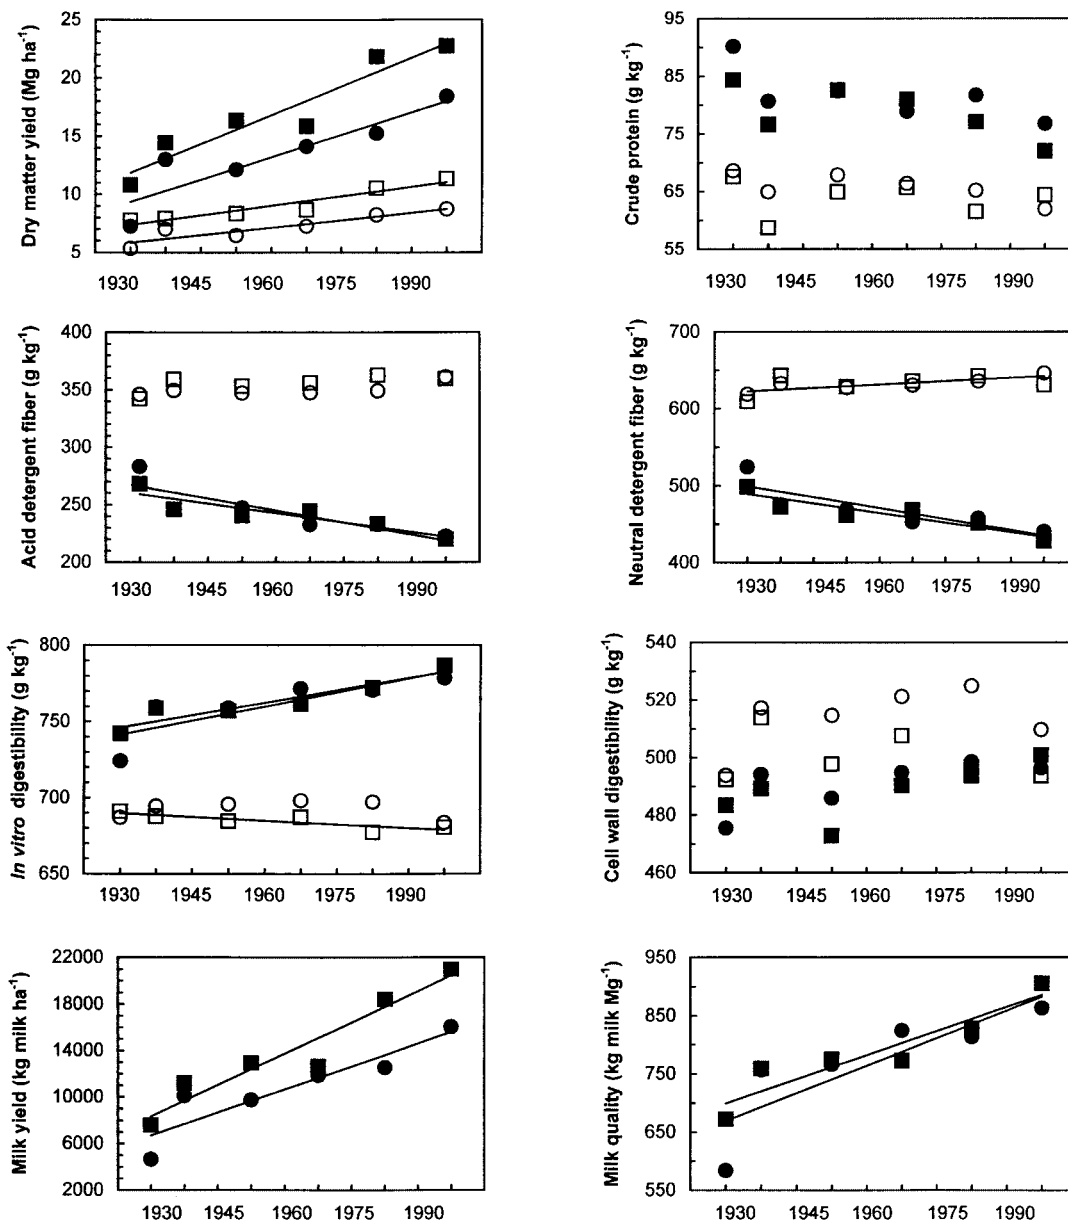 Dry matter yield (Mg ha⁻¹)
25
20
15
10
5
1930 1945 1960 1975 1990
Crude protein (g kg⁻¹)
95
85
75
65
55
1930 1945 1960 1975 1990
Acid detergent fiber (g kg⁻¹)
400
350
300
250
200
1930 1945 1960 1975 1990
Neutral detergent fiber (g kg⁻¹)
700
600
500
400
1930 1945 1960 1975 1990
In vitro digestibility (g kg⁻¹)
800
750
700
650
1930 1945 1960 1975 1990
Cell wall digestibility (g kg⁻¹)
540
520
500
480
460
1930 1945 1960 1975 1990
Milk yield (kg milk ha⁻¹)
22000
18000
14000
10000
6000
2000
1930 1945 1960 1975 1990
Milk quality (kg milk Mg⁻¹)
950
850
750
650
550
1930 1945 1960 1975 1990